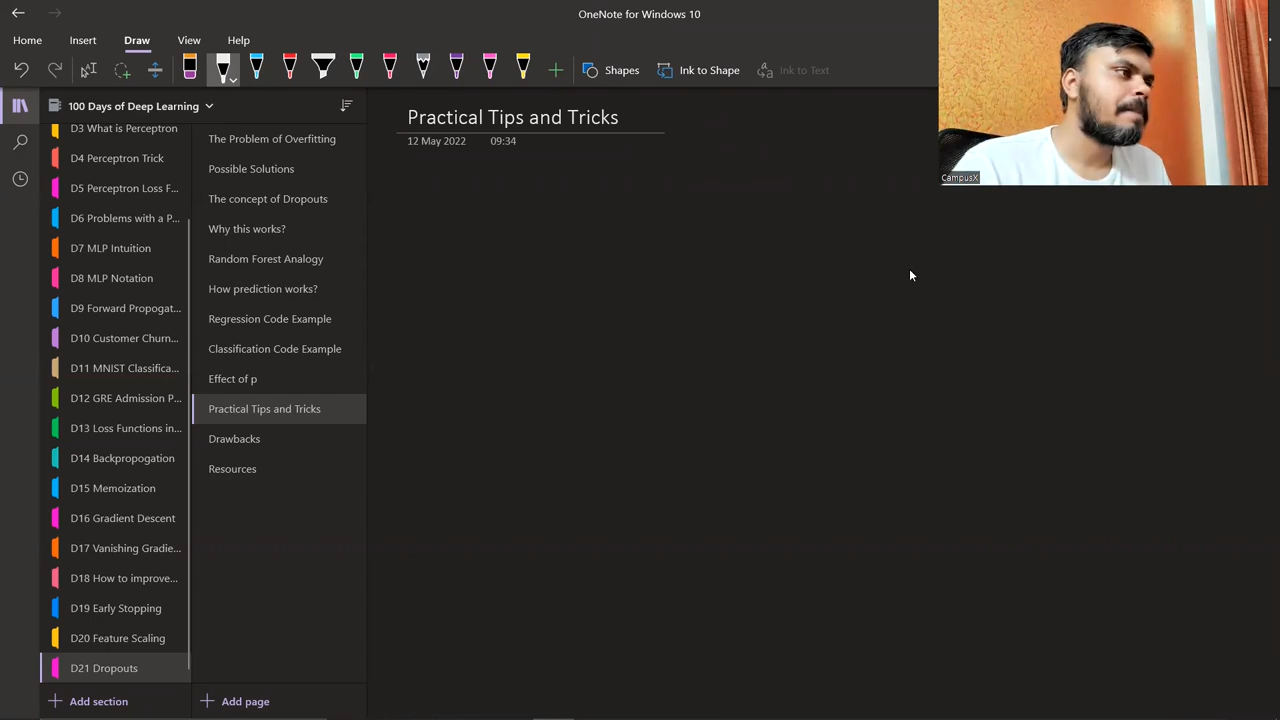 OneNote for Windows 10
Home
Insert
Draw
View
Help
Shapes
Ink to Shape
Ink to Text
100 Days of Deep Learning
D3 What is Perceptron
D4 Perceptron Trick
D5 Perceptron Loss F...
D6 Problems with a P...
D7 MLP Intuition
D8 MLP Notation
D9 Forward Propogat...
D10 Customer Churn...
D11 MNIST Classifica...
D12 GRE Admission P...
D13 Loss Functions in...
D14 Backpropogation
D15 Memoization
D16 Gradient Descent
D17 Vanishing Gradie...
D18 How to improve...
D19 Early Stopping
D20 Feature Scaling
D21 Dropouts
Add section
The Problem of Overfitting
Possible Solutions
The concept of Dropouts
Why this works?
Random Forest Analogy
How prediction works?
Regression Code Example
Classification Code Example
Effect of p
Practical Tips and Tricks
Drawbacks
Resources
Add page
Practical Tips and Tricks
12 May 2022 09:34
CampusX